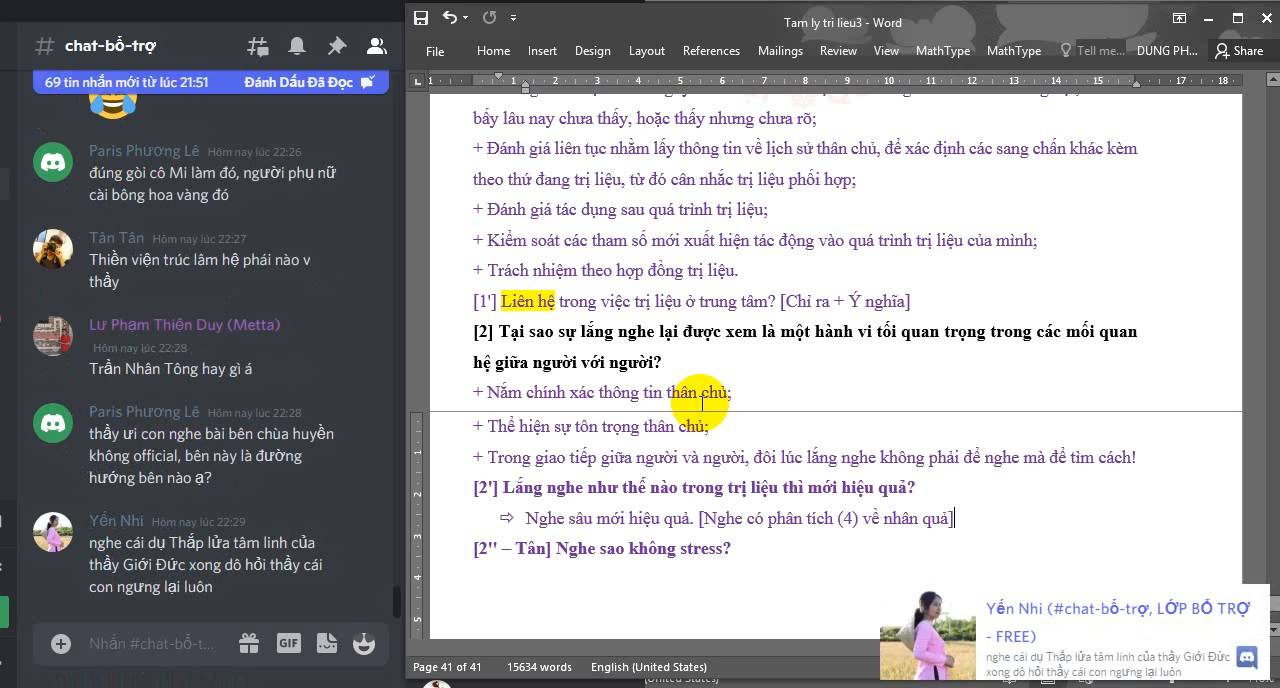 # chat-bổ-trợ
69 tin nhắn mới từ lúc 21:51 Đánh Dấu Đã Đọc
Paris Phương Lê Hôm nay lúc 22:26
đúng gòi cô Mi làm đó, người phụ nữ
cài bông hoa vàng đó
Tân Tân Hôm nay lúc 22:27
Thiền viện trúc lâm hệ phái nào v
thầy
Lư Phạm Thiện Duy (Metta)
Hôm nay lúc 22:28
Trần Nhân Tông hay gì á
Paris Phương Lê Hôm nay lúc 22:28
thầy ưi con nghe bài bên chùa huyền
không official, bên này là đường
hướng bên nào ạ?
Yến Nhi Hôm nay lúc 22:29
nghe cái dụ Thắp lửa tâm linh của
thầy Giới Đức xong dô hỏi thầy cái
con ngưng lại luôn
Nhắn #chat-bổ-t...
GIF
Tam ly tri lieu3 - Word
File Home Insert Design Layout References Mailings Review View MathType MathType Tell me... DUNG PH... Share
bấy lâu nay chưa thấy, hoặc thấy nhưng chưa rõ;
+ Đánh giá liên tục nhằm lấy thông tin về lịch sử thân chủ, để xác định các sang chấn khác kèm
theo thứ đang trị liệu, từ đó cân nhắc trị liệu phối hợp;
+ Đánh giá tác dụng sau quá trình trị liệu;
+ Kiểm soát các tham số mới xuất hiện tác động vào quá trình trị liệu của mình;
+ Trách nhiệm theo hợp đồng trị liệu.
[1'] Liên hệ trong việc trị liệu ở trung tâm? [Chỉ ra + Ý nghĩa]
[2] Tại sao sự lắng nghe lại được xem là một hành vi tối quan trọng trong các mối quan
hệ giữa người với người?
+ Nắm chính xác thông tin thân chủ;
+ Thể hiện sự tôn trọng thân chủ;
+ Trong giao tiếp giữa người và người, đôi lúc lắng nghe không phải để nghe mà để tìm cách!
[2'] Lắng nghe như thế nào trong trị liệu thì mới hiệu quả?
⇨ Nghe sâu mới hiệu quả. [Nghe có phân tích (4) về nhân quả]
[2'' – Tân] Nghe sao không stress?
Yến Nhi (#chat-bổ-trợ, LỚP BỔ TRỢ
- FREE)
nghe cái dụ Thắp lửa tâm linh của thầy Giới Đức
xong dô hỏi thầy cái con ngưng lại luôn
Page 41 of 41 15634 words English (United States)